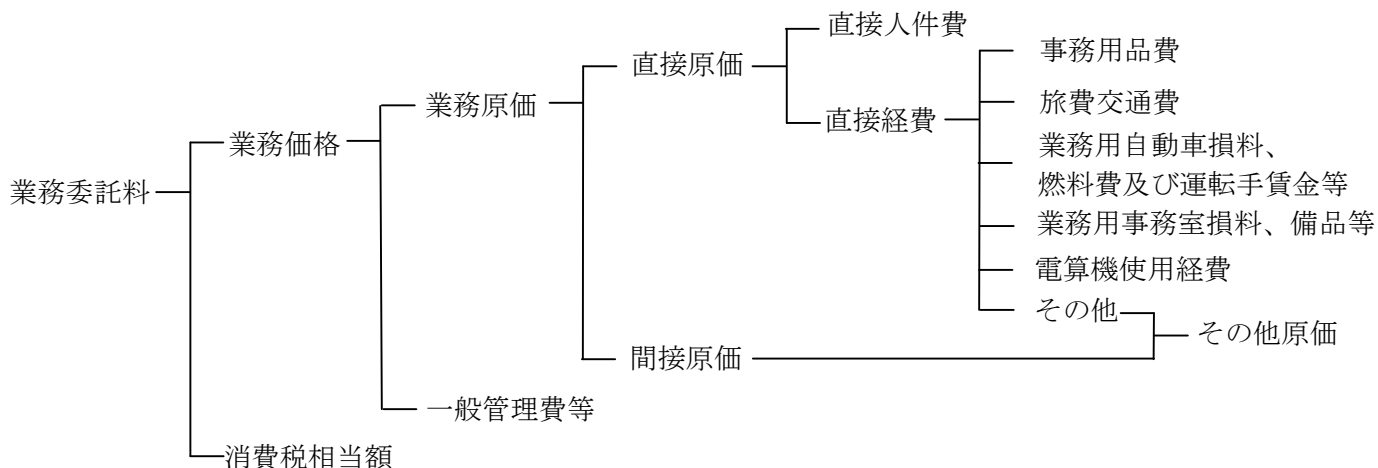 業務委託料
業務価格
消費税相当額
業務原価
一般管理費等
直接原価
間接原価
直接人件費
直接経費
事務用品費
旅費交通費
業務用自動車損料、
燃料費及び運転手賃金等
業務用事務室損料、備品等
電算機使用経費
その他
その他原価